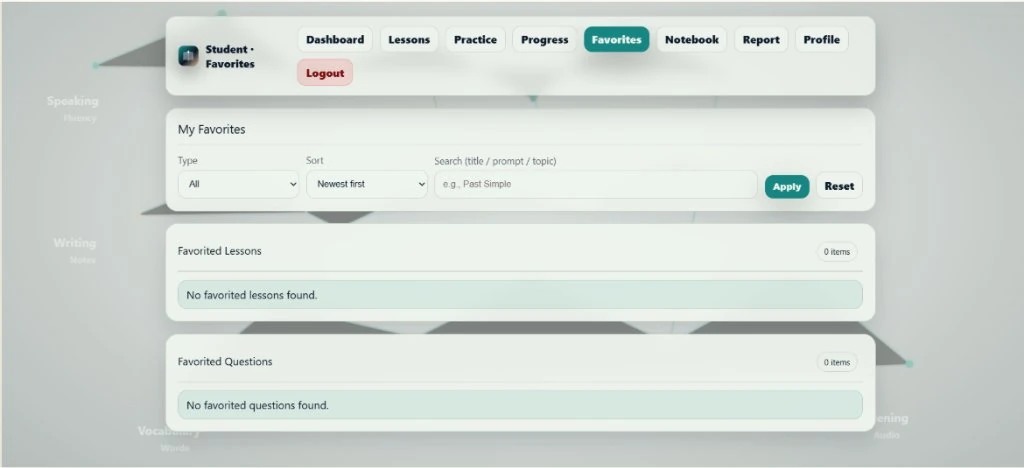 Student •
Favorites
Dashboard
Lessons
Practice
Progress
Favorites
Notebook
Report
Profile
Logout
Speaking
Fluency
My Favorites
Type
Sort
Search (title / prompt / topic)
All
Newest first
e.g., Past Simple
Apply
Reset
Writing
Notes
Favorited Lessons
0 items
No favorited lessons found.
Favorited Questions
0 items
No favorited questions found.
Vocabulary
Words
Audio